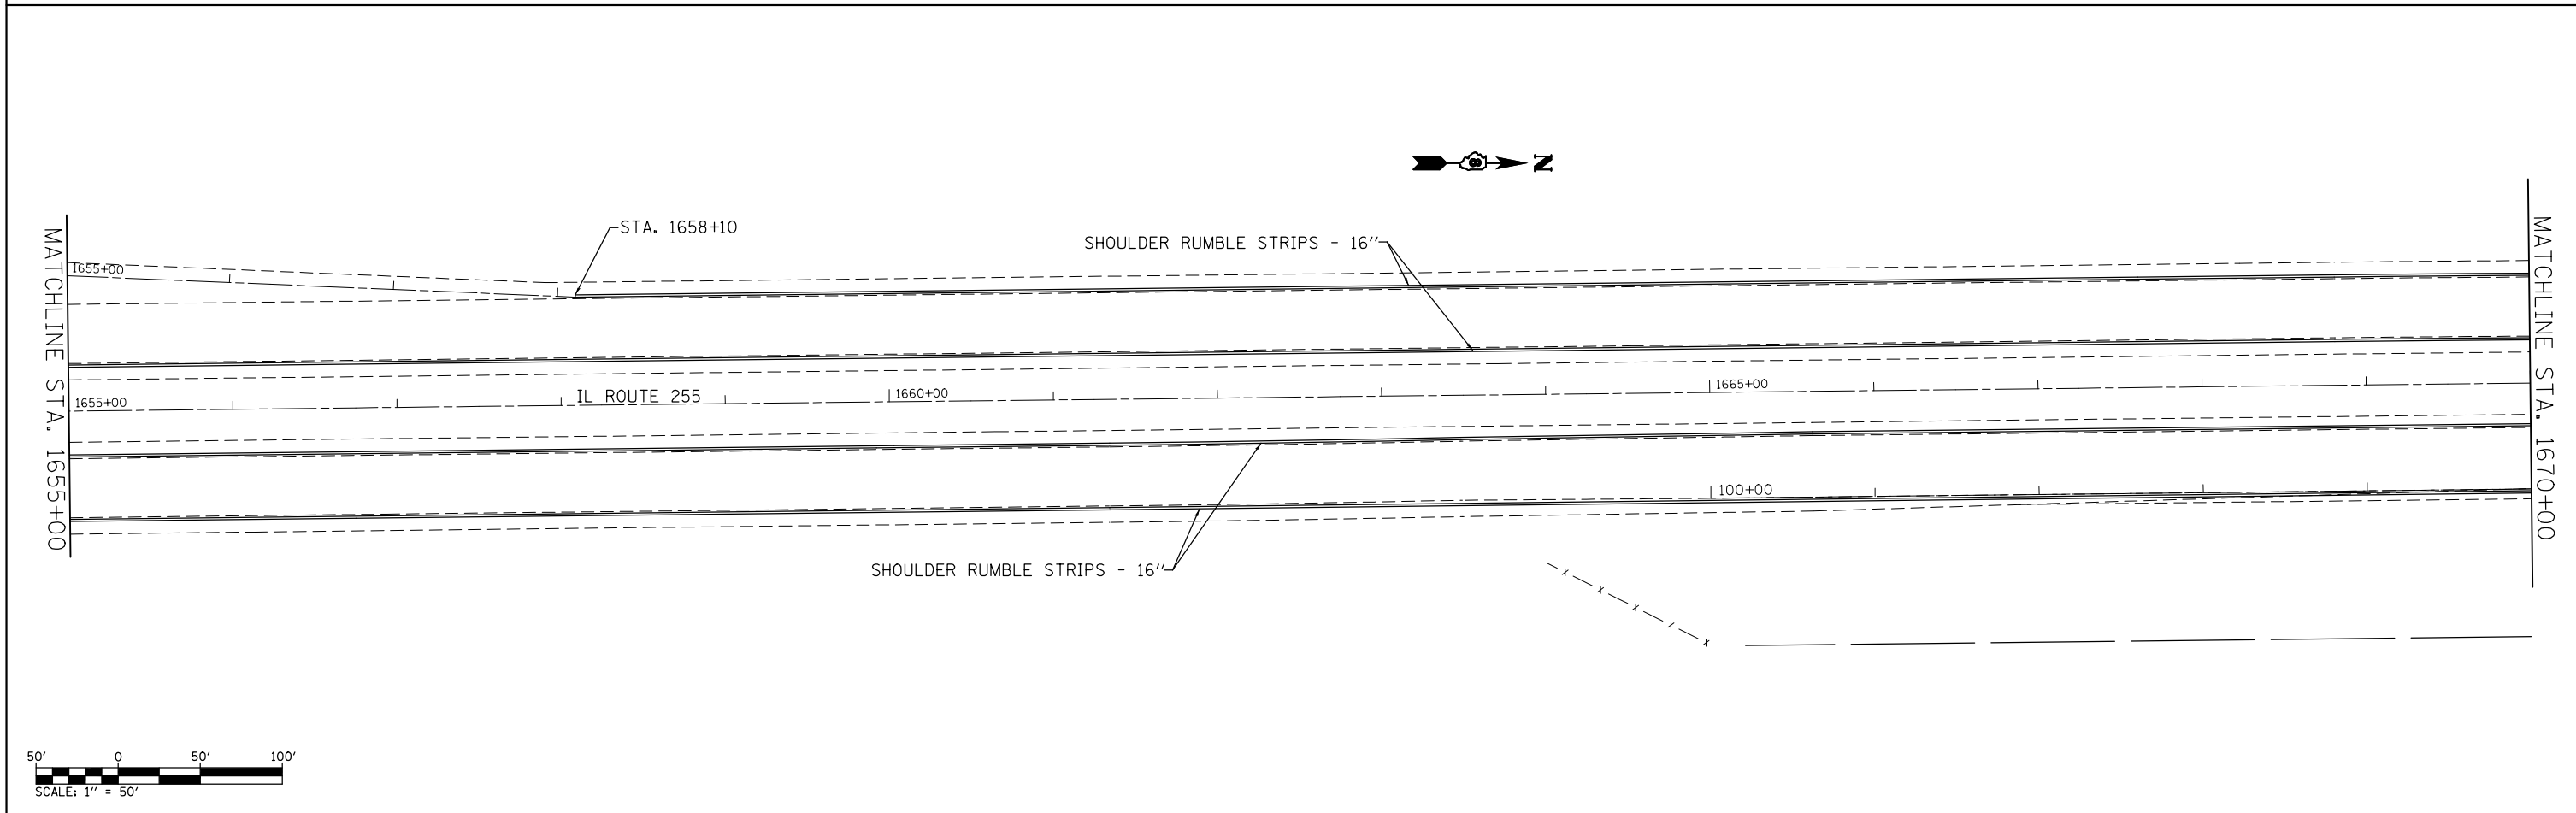 N
STA. 1658+10
SHOULDER RUMBLE STRIPS - 16"
MATCHLINE STA. 1655+00
MATCHLINE STA. 1670+00
1655+00
1655+00
IL ROUTE 255
1660+00
1665+00
100+00
SHOULDER RUMBLE STRIPS - 16"
50' 0 50' 100'
SCALE: 1" = 50'